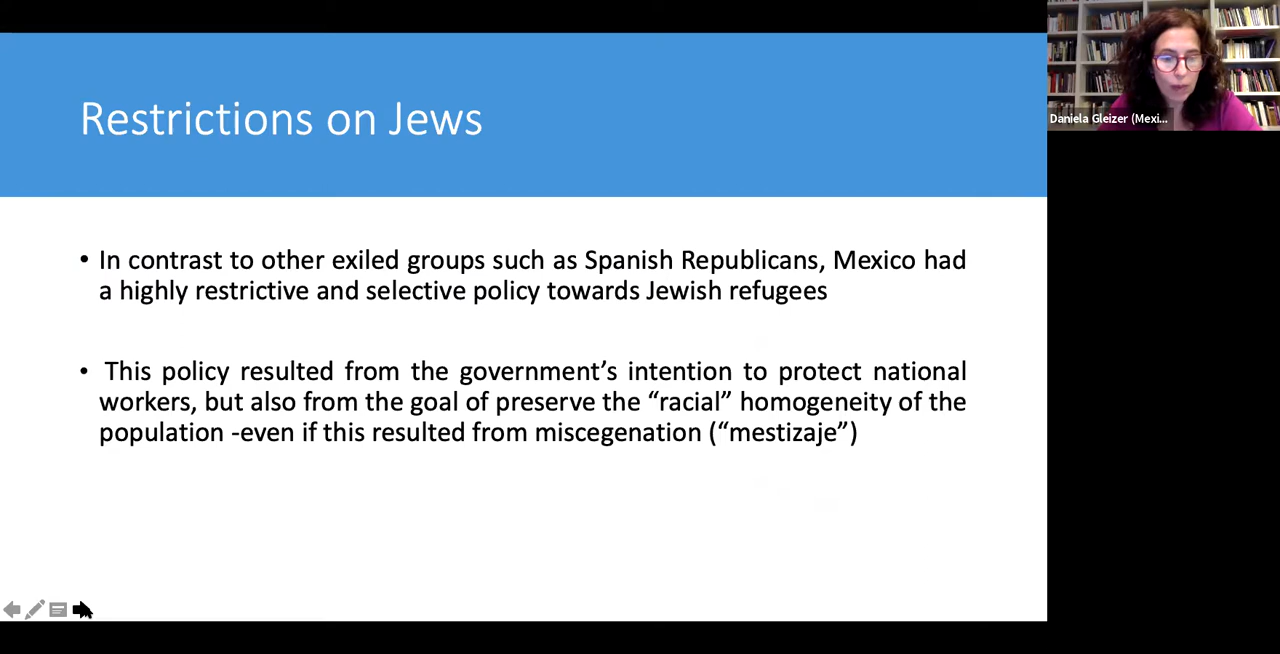 Restrictions on Jews
Daniela Gleizer (Mexi...
• In contrast to other exiled groups such as Spanish Republicans, Mexico had
a highly restrictive and selective policy towards Jewish refugees
• This policy resulted from the government’s intention to protect national
workers, but also from the goal of preserve the “racial” homogeneity of the
population -even if this resulted from miscegenation (“mestizaje”)